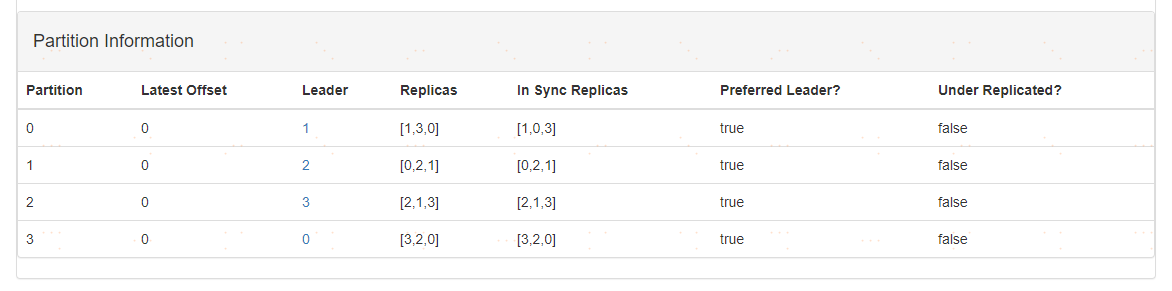 Partition Information
Partition Latest Offset Leader Replicas In Sync Replicas Preferred Leader? Under Replicated?
0 0 1 [1,3,0] [1,0,3] true false
1 0 2 [0,2,1] [0,2,1] true false
2 0 3 [2,1,3] [2,1,3] true false
3 0 0 [3,2,0] [3,2,0] true false